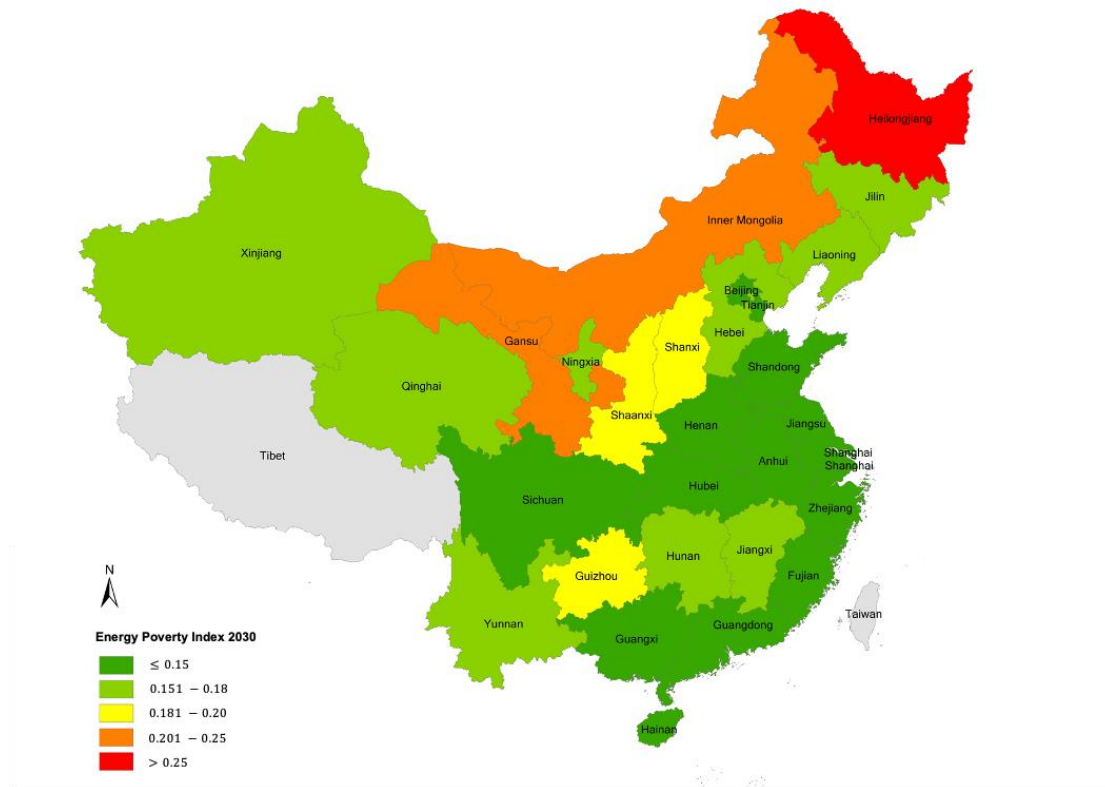 Heilongjiang
Jilin
Inner Mongolia
Xinjiang
Liaoning
Beijing
Tianjin
Hebei
Gansu
Shanxi
Ningxia
Shandong
Qinghai
Shaanxi
Henan
Jiangsu
Tibet
Shanghai
Anhui
Shanghai
Hubei
Sichuan
Zhejiang
Jiangxi
Hunan
Guizhou
Fujian
N
Taiwan
Yunnan
Guangdong
Guangxi
Hainan
Energy Poverty Index 2030
≤ 0.15
0.151 − 0.18
0.181 − 0.20
0.201 − 0.25
> 0.25